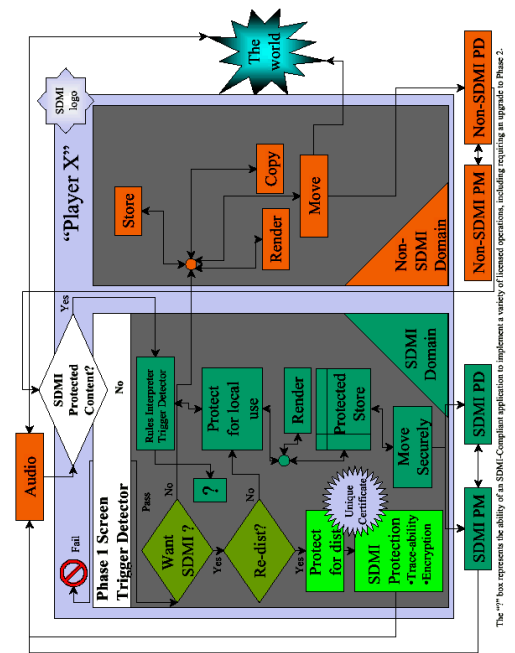 The
world
SDMI
logo
"Player X"
Audio
SDMI
Protected
Content?
Yes
No
Fail
Phase 1 Screen
Trigger Detector
Pass
Rules Interpreter
Trigger Detector
Want
SDMI ?
No
Yes
?
Protect
for local
use
Re-dist?
No
Yes
Render
Protected
Store
Protect
for dist
Unique
Certificate
SDMI
Protection
•Trace-ability
•Encryption
Move
Securely
SDMI
Domain
Store
Copy
Render
Move
Non-SDMI
Domain
SDMI PM
SDMI PD
Non-SDMI PM
Non-SDMI PD
The "?" box represents the ability of an SDMI-Compliant application to implement a variety of licensed operations, including requiring an upgrade to Phase 2.